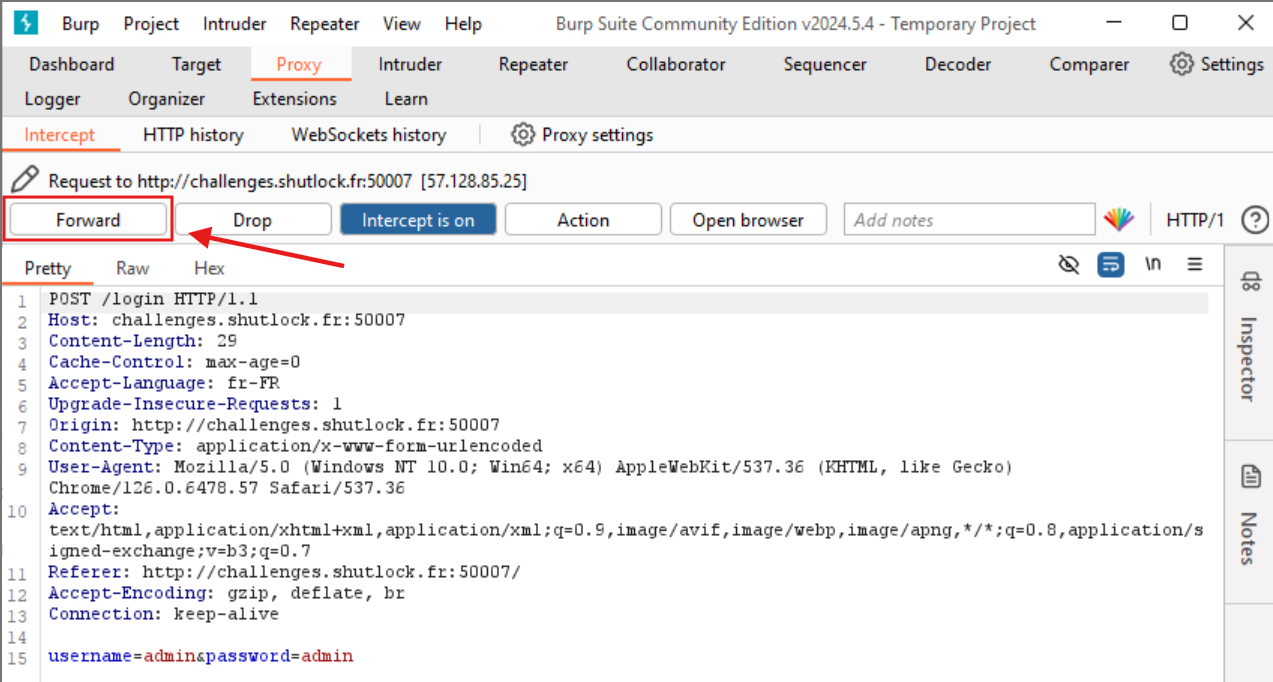 Burp Project Intruder Repeater View Help Burp Suite Community Edition v2024.5.4 - Temporary Project
Dashboard Target Proxy Intruder Repeater Collaborator Sequencer Decoder Comparer Settings
Logger Organizer Extensions Learn
Intercept HTTP history WebSockets history Proxy settings
Request to http://challenges.shutlock.fr:50007 [57.128.85.25]
Forward Drop Intercept is on Action Open browser Add notes HTTP/1 ?
Pretty Raw Hex \n
1 POST /login HTTP/1.1
2 Host: challenges.shutlock.fr:50007
3 Content-Length: 29
4 Cache-Control: max-age=0
5 Accept-Language: fr-FR
6 Upgrade-Insecure-Requests: 1
7 Origin: http://challenges.shutlock.fr:50007
8 Content-Type: application/x-www-form-urlencoded
9 User-Agent: Mozilla/5.0 (Windows NT 10.0; Win64; x64) AppleWebKit/537.36 (KHTML, like Gecko)
Chrome/126.0.6478.57 Safari/537.36
10 Accept:
text/html,application/xhtml+xml,application/xml;q=0.9,image/avif,image/webp,image/apng,*/*;q=0.8,application/s
igned-exchange;v=b3;q=0.7
11 Referer: http://challenges.shutlock.fr:50007/
12 Accept-Encoding: gzip, deflate, br
13 Connection: keep-alive
14
15 username=admin&password=admin
Inspector
Notes